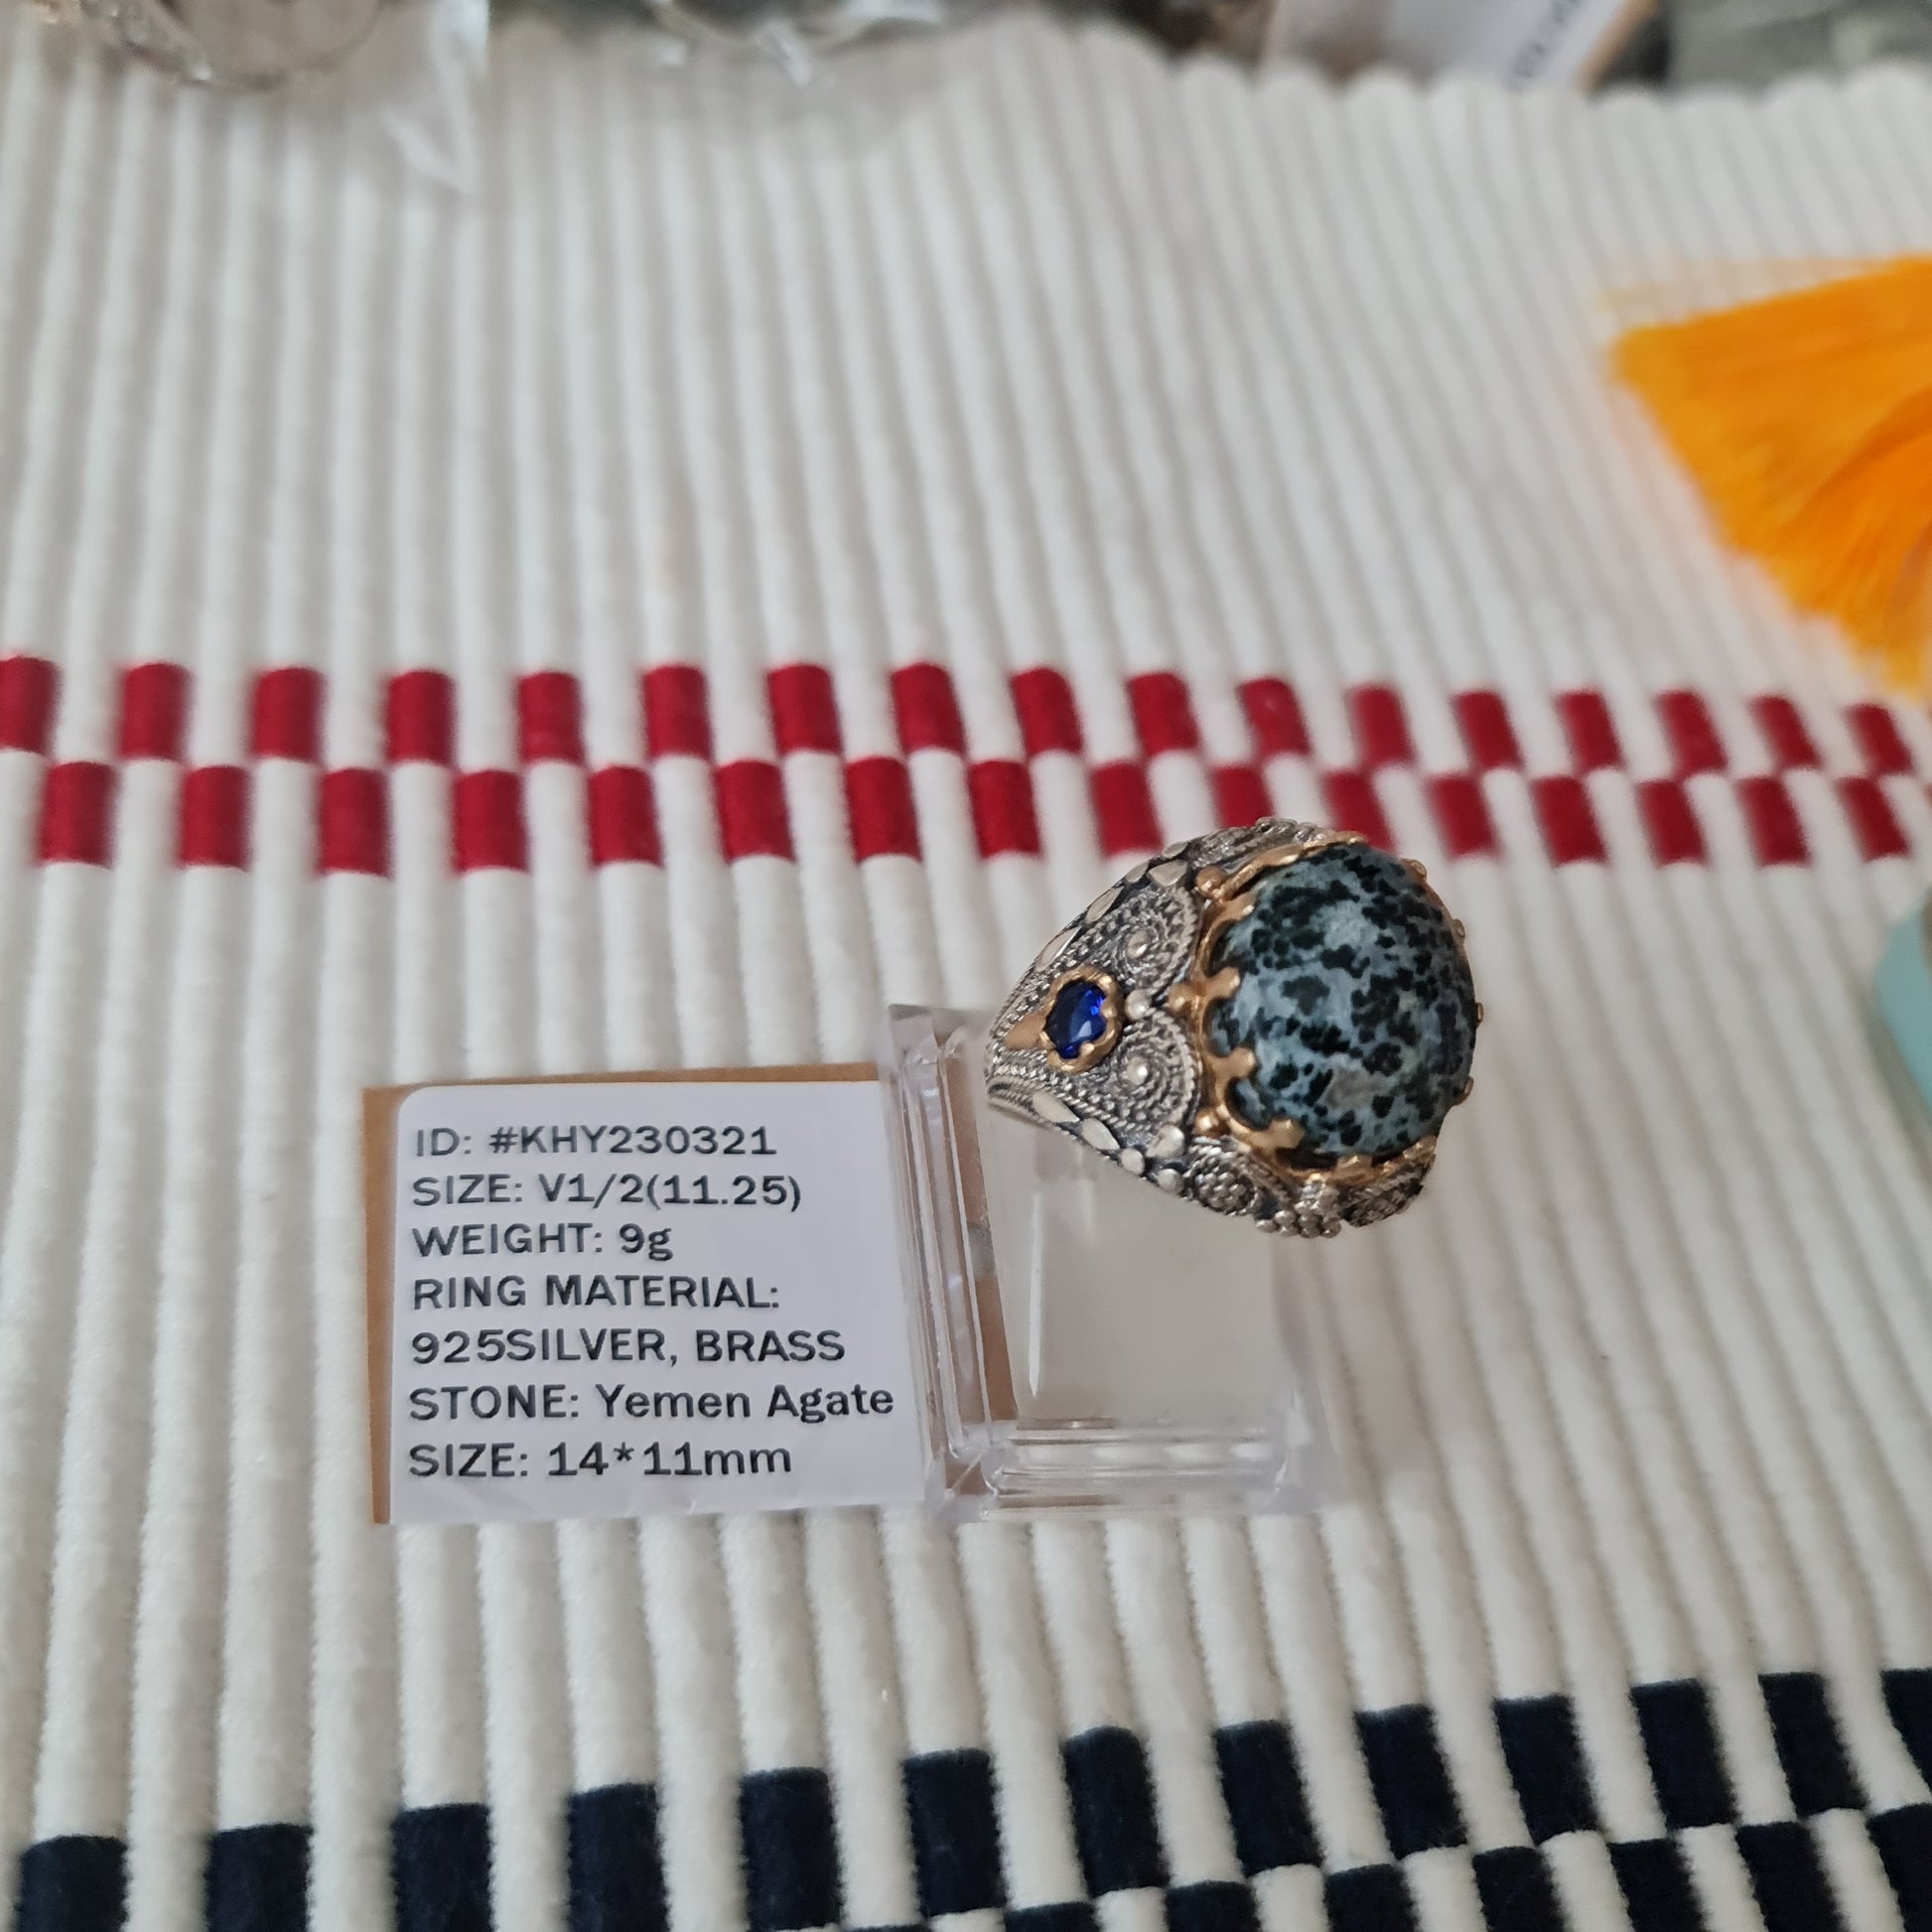 ID: #KHY230321
SIZE: V1/2(11.25)
WEIGHT: 9g
RING MATERIAL:
925SILVER, BRASS
STONE: Yemen Agate
SIZE: 14*11mm